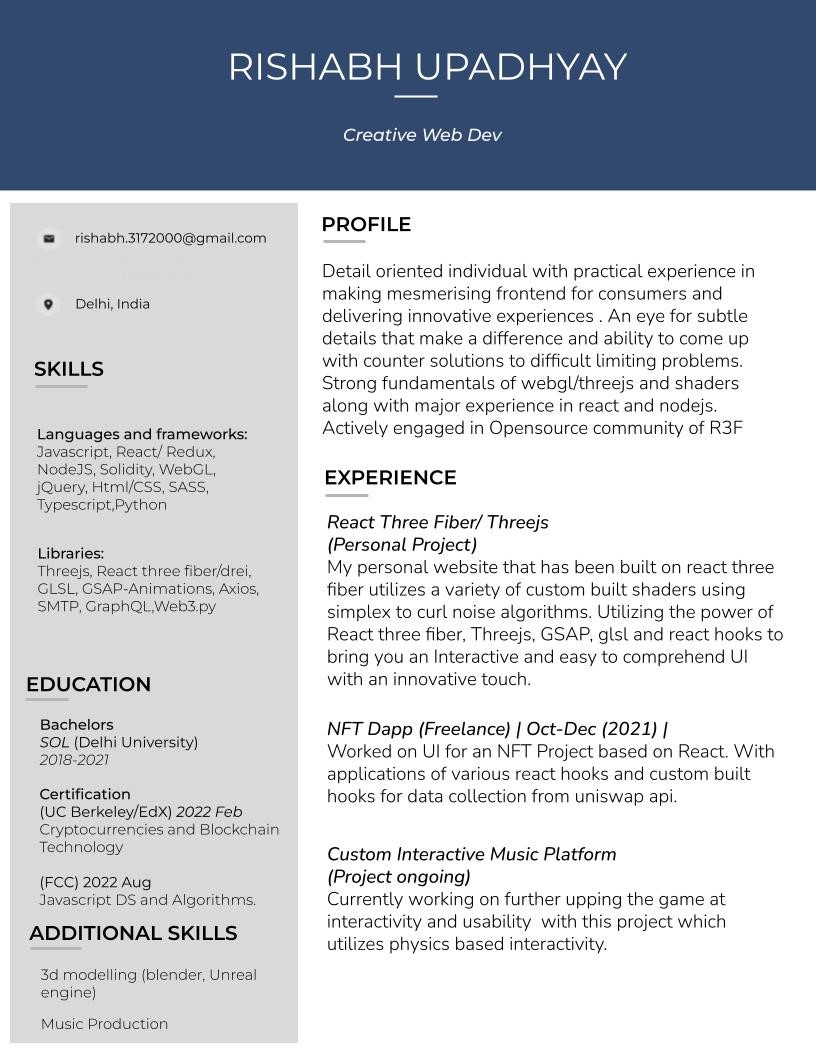 RISHABH UPADHYAY
Creative Web Dev
rishabh.3172000@gmail.com
Delhi, India
SKILLS
Languages and frameworks:
Javascript, React/ Redux,
NodeJS, Solidity, WebGL,
jQuery, Html/CSS, SASS,
Typescript,Python
Libraries:
Threejs, React three fiber/drei,
GLSL, GSAP-Animations, Axios,
SMTP, GraphQL,Web3.py
EDUCATION
Bachelors
SOL (Delhi University)
2018-2021
Certification
(UC Berkeley/EdX) 2022 Feb
Cryptocurrencies and Blockchain
Technology
(FCC) 2022 Aug
Javascript DS and Algorithms.
ADDITIONAL SKILLS
3d modelling (blender, Unreal
engine)
Music Production
PROFILE
Detail oriented individual with practical experience in
making mesmerising frontend for consumers and
delivering innovative experiences . An eye for subtle
details that make a difference and ability to come up
with counter solutions to difficult limiting problems.
Strong fundamentals of webgl/threejs and shaders
along with major experience in react and nodejs.
Actively engaged in Opensource community of R3F
EXPERIENCE
React Three Fiber/ Threejs
(Personal Project)
My personal website that has been built on react three
fiber utilizes a variety of custom built shaders using
simplex to curl noise algorithms. Utilizing the power of
React three fiber, Threejs, GSAP, glsl and react hooks to
bring you an Interactive and easy to comprehend UI
with an innovative touch.
NFT Dapp (Freelance) | Oct-Dec (2021) |
Worked on UI for an NFT Project based on React. With
applications of various react hooks and custom built
hooks for data collection from uniswap api.
Custom Interactive Music Platform
(Project ongoing)
Currently working on further upping the game at
interactivity and usability  with this project which
utilizes physics based interactivity.